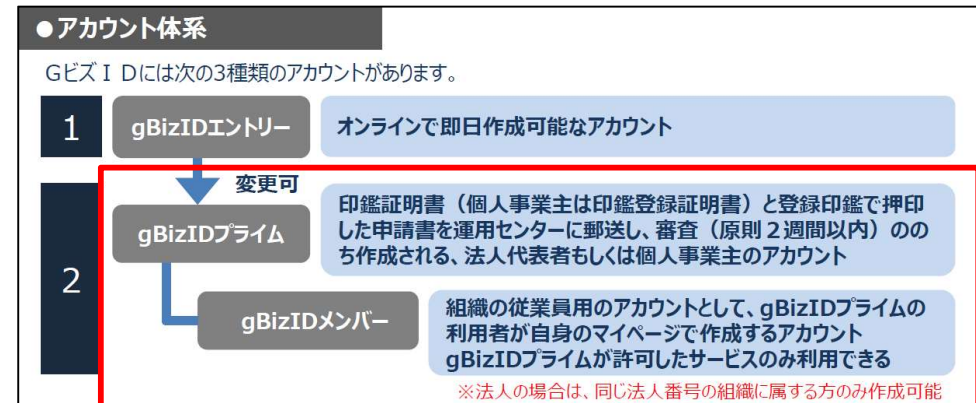 ●アカウント体系
GビズIDには次の3種類のアカウントがあります。
1
gBizIDエントリー
オンラインで即日作成可能なアカウント
変更可
2
gBizIDプライム
印鑑証明書（個人事業主は印鑑登録証明書）と登録印鑑で押印
した申請書を運用センターに郵送し、審査（原則２週間以内）のの
ち作成される、法人代表者もしくは個人事業主のアカウント
gBizIDメンバー
組織の従業員用のアカウントとして、gBizIDプライムの
利用者が自身のマイページで作成するアカウント
gBizIDプライムが許可したサービスのみ利用できる
※法人の場合は、同じ法人番号の組織に属する方のみ作成可能